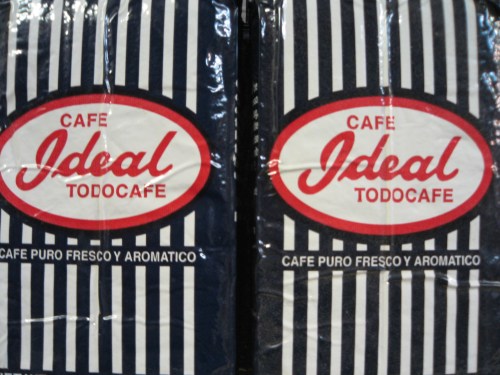 CAFE
Ideal
TODOCAFE
CAFE PURO FRESCO Y AROMATICO
CAFE
Ideal
TODOCAFE
CAFE PURO FRESCO Y AROMATICO